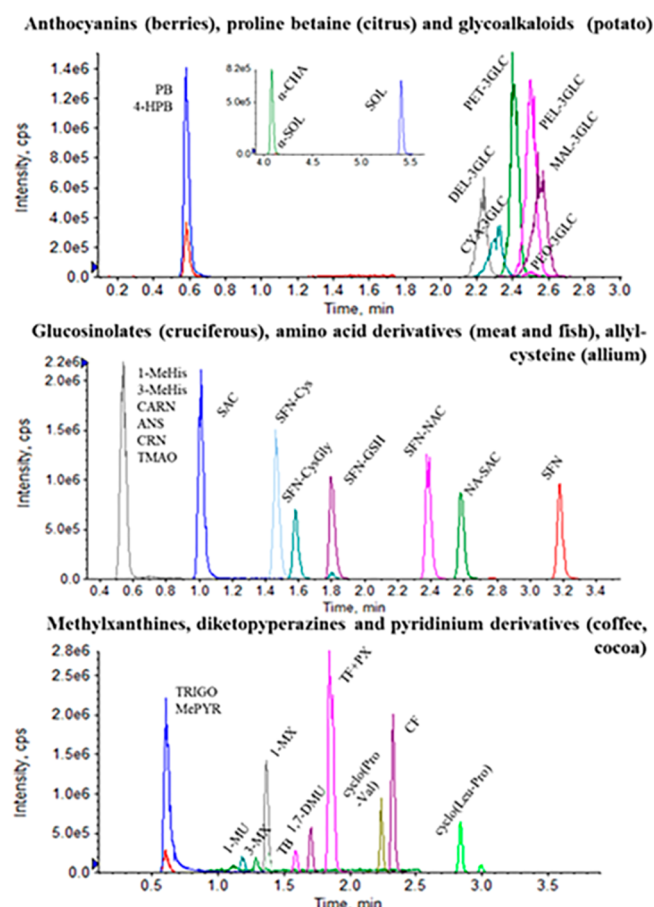 Anthocyanins (berries), proline betaine (citrus) and glycoalkaloids (potato)
Intensity, cps
1.4e6
1.2e6
1.0e6
8.0e5
6.0e5
4.0e5
2.0e5
0.0
PB
4-HPB
8.2e5
5.0e5
0.0
α-CHA
α-SOL
SOL
4.0 4.5 5.0 5.5
DEL-3GLC
CYA-3GLC
PET-3GLC
PEL-3GLC
MAL-3GLC
PEO-3GLC
0.2 0.4 0.6 0.8 1.0 1.2 1.4 1.6 1.8 2.0 2.2 2.4 2.6 2.8 3.0
Time, min
Glucosinolates (cruciferous), amino acid derivatives (meat and fish), allyl-
cysteine (allium)
Intensity, cps
2.2e6
2.0e6
1.5e6
1.0e6
5.0e5
0.0
1-MeHis
3-MeHis
CARN
ANS
CRN
TMAO
SAC
SFN-Cys
SFN-CysGly
SFN-GSH
SFN-NAC
NA-SAC
SFN
0.4 0.6 0.8 1.0 1.2 1.4 1.6 1.8 2.0 2.2 2.4 2.6 2.8 3.0 3.2 3.4
Time, min
Methylxanthines, diketopyperazines and pyridinium derivatives (coffee,
cocoa)
Intensity, cps
2.8e6
2.5e6
2.0e6
1.5e6
1.0e6
5.0e5
0.0
TRIGO
MePYR
1-MU
3-MX
1-MX
TB
1,7-DMU
TF+PX
cyclo(Pro
-Val)
CF
cyclo(Leu-Pro)
0.5 1.0 1.5 2.0 2.5 3.0 3.5
Time, min